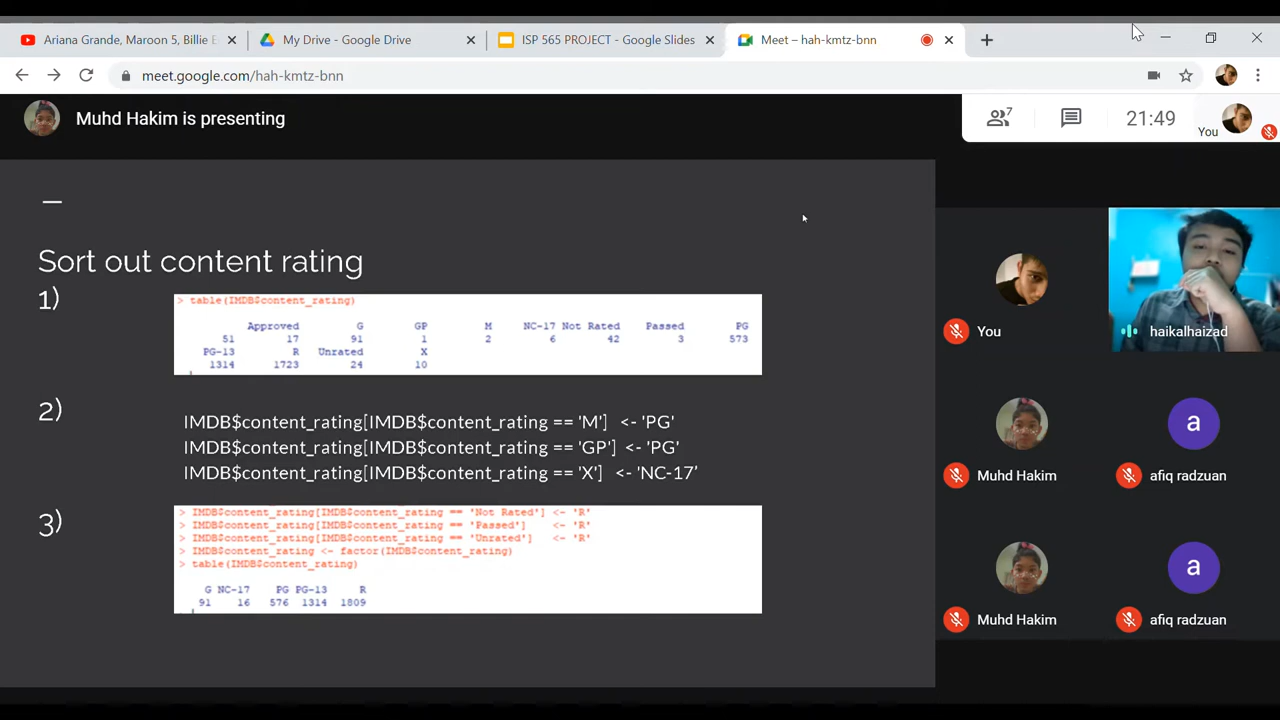 Ariana Grande, Maroon 5, Billie E
My Drive - Google Drive
ISP 565 PROJECT - Google Slides
Meet – hah-kmtz-bnn
meet.google.com/hah-kmtz-bnn
Muhd Hakim is presenting
7
21:49
You
Sort out content rating
1)
> table(IMDB$content_rating)
Approved G GP M NC-17 Not Rated Passed PG
51 17 91 1 2 6 42 3 573
PG-13 R Unrated X
1314 1723 24 10
2)
IMDB$content_rating[IMDB$content_rating == 'M'] <- 'PG'
IMDB$content_rating[IMDB$content_rating == 'GP'] <- 'PG'
IMDB$content_rating[IMDB$content_rating == 'X'] <- 'NC-17’
3)
> IMDB$content_rating[IMDB$content_rating == 'Not Rated'] <- 'R'
> IMDB$content_rating[IMDB$content_rating == 'Passed'] <- 'R'
> IMDB$content_rating[IMDB$content_rating == 'Unrated'] <- 'R'
> IMDB$content_rating <- factor(IMDB$content_rating)
> table(IMDB$content_rating)
G NC-17 PG PG-13 R
91 16 576 1314 1809
You
haikalhaizad
Muhd Hakim
a
afiq radzuan
Muhd Hakim
a
afiq radzuan